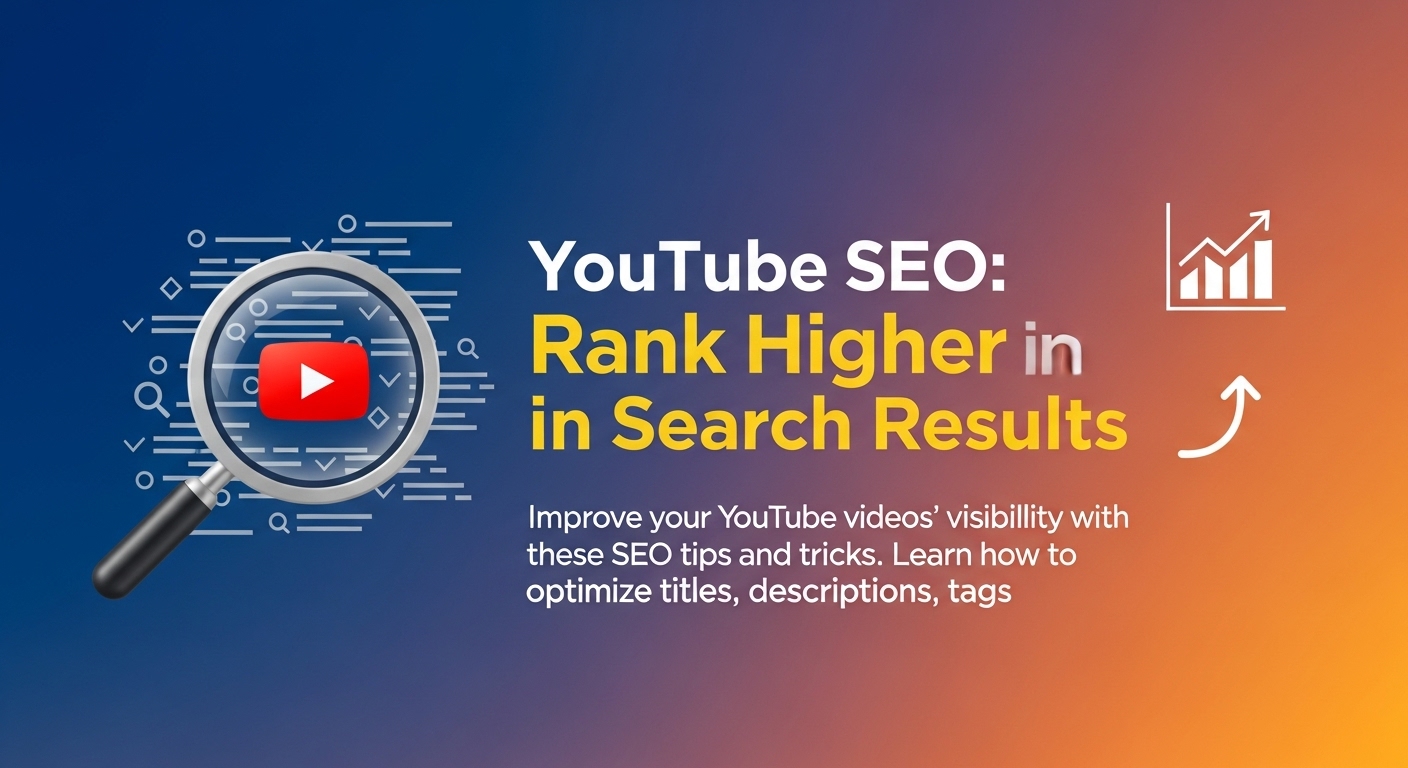 YouTube SEO:
Rank Higher in
in Search Results
Improve your YouTube videos’ visibillity with
these SEO tips and tricks. Learn how to
optimize titles, descriptions, tags